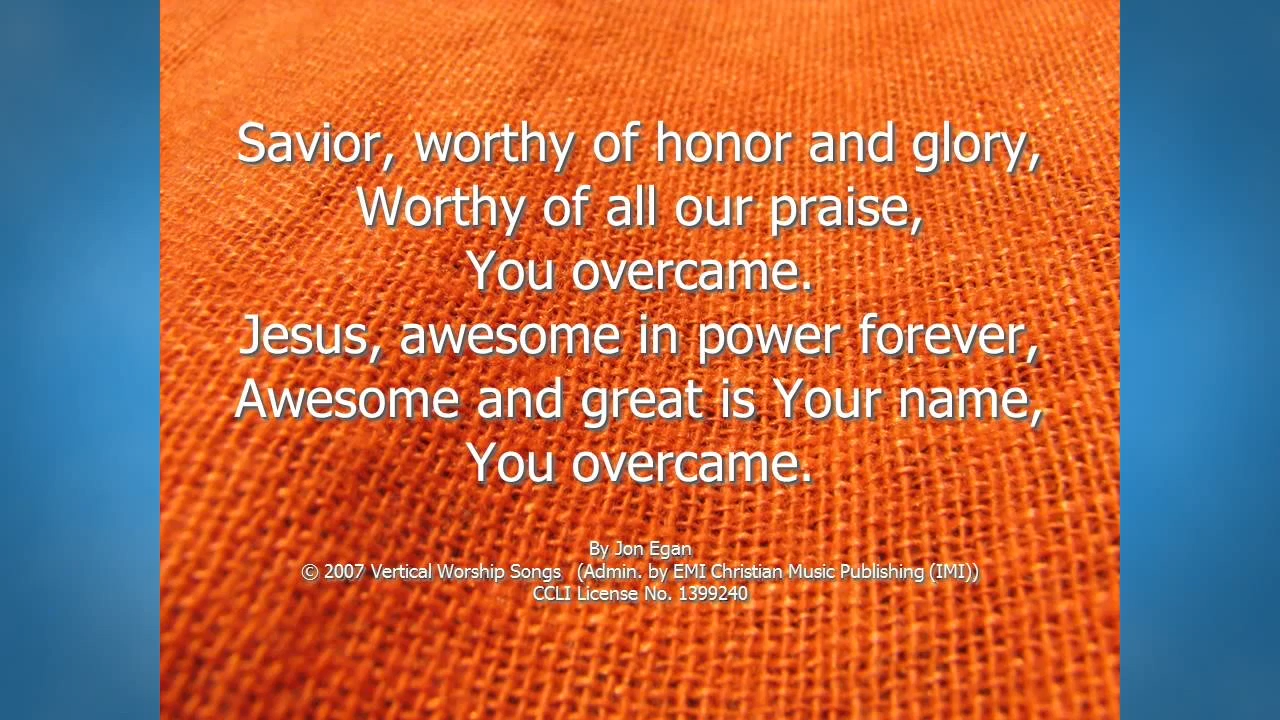 Savior, worthy of honor and glory,
Worthy of all our praise,
You overcame.
Jesus, awesome in power forever,
Awesome and great is Your name,
You overcame.
By Jon Egan
© 2007 Vertical Worship Songs (Admin. by EMI Christian Music Publishing (IMI))
CCLI License No. 1399240